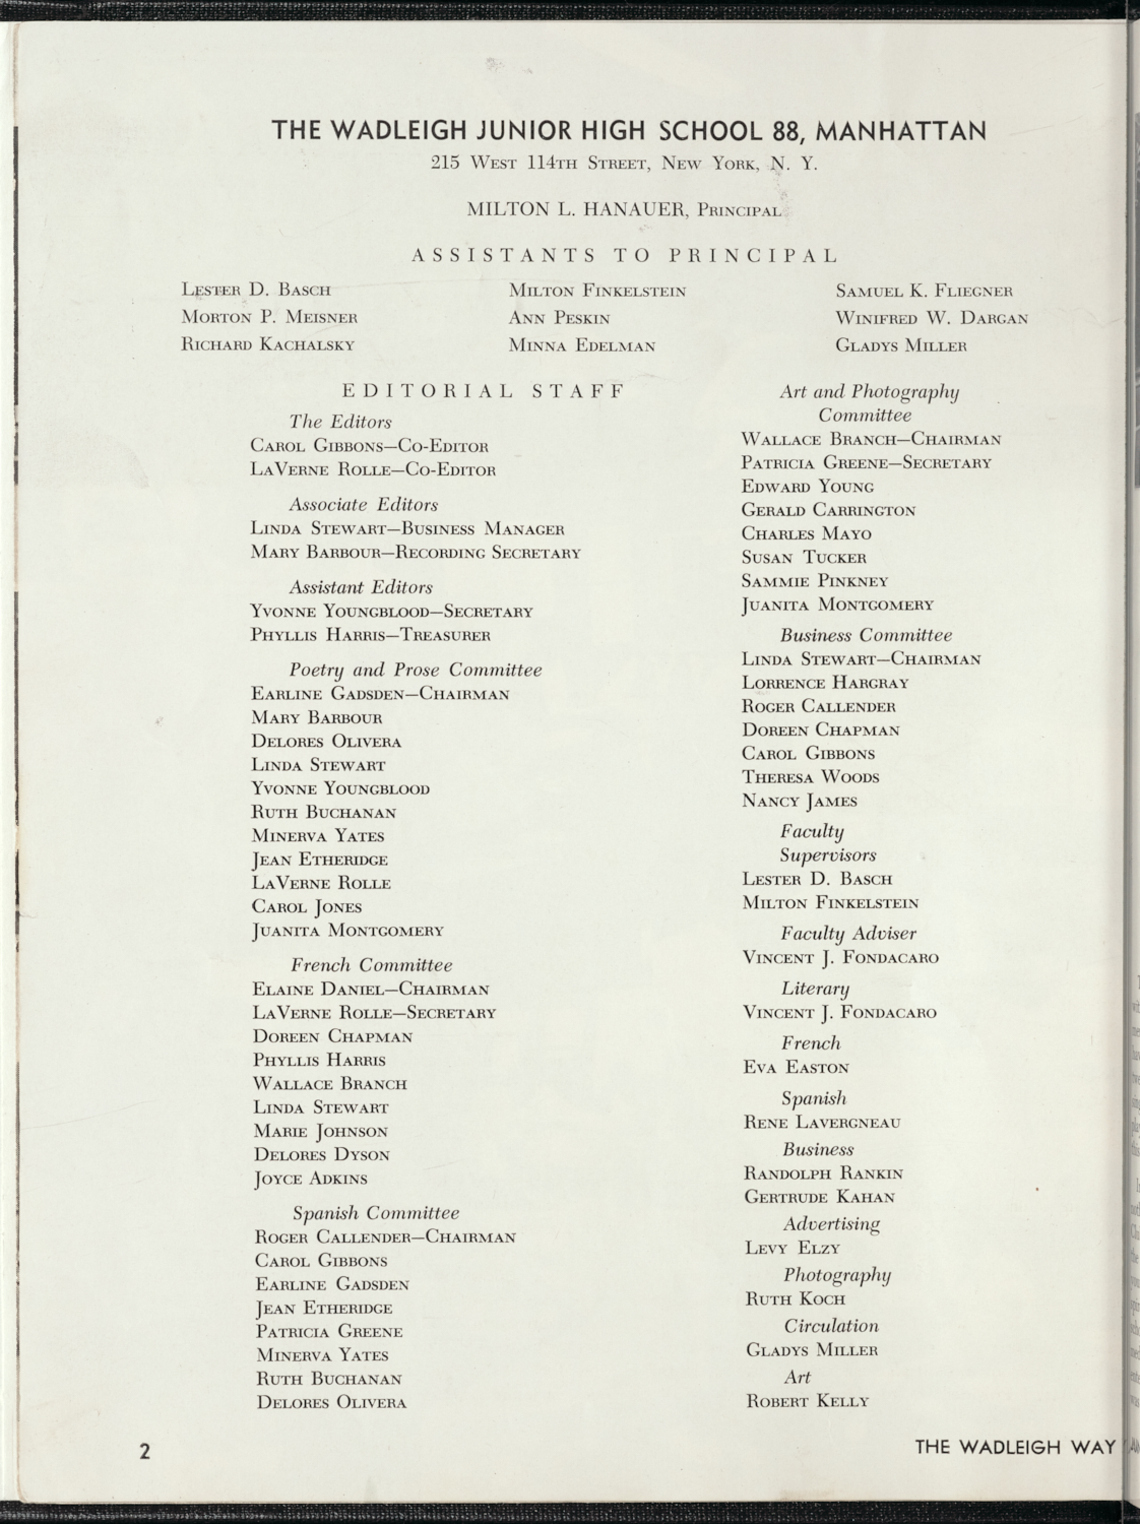 THE WADLEIGH JUNIOR HIGH SCHOOL 88, MANHATTAN
215 West 114th Street, New York, N. Y.
MILTON L. HANAUER, Principal
ASSISTANTS TO PRINCIPAL
Lester D. Basch
Milton Finkelstein
Samuel K. Fliegner
Morton P. Meisner
Ann Peskin
Winifred W. Dargan
Richard Kachalsky
Minna Edelman
Gladys Miller
EDITORIAL STAFF
The Editors
Carol Gibbons—Co-Editor
LaVerne Rolle—Co-Editor
Associate Editors
Linda Stewart—Business Manager
Mary Barbour—Recording Secretary
Assistant Editors
Yvonne Youngblood—Secretary
Phyllis Harris—Treasurer
Poetry and Prose Committee
Earline Gadsden—Chairman
Mary Barbour
Delores Olivera
Linda Stewart
Yvonne Youngblood
Ruth Buchanan
Minerva Yates
Jean Etheridge
LaVerne Rolle
Carol Jones
Juanita Montgomery
French Committee
Elaine Daniel—Chairman
LaVerne Rolle—Secretary
Doreen Chapman
Phyllis Harris
Wallace Branch
Linda Stewart
Marie Johnson
Delores Dyson
Joyce Adkins
Spanish Committee
Roger Callender—Chairman
Carol Gibbons
Earline Gadsden
Jean Etheridge
Patricia Greene
Minerva Yates
Ruth Buchanan
Delores Olivera
Art and Photography
Committee
Wallace Branch—Chairman
Patricia Greene—Secretary
Edward Young
Gerald Carrington
Charles Mayo
Susan Tucker
Sammie Pinkney
Juanita Montgomery
Business Committee
Linda Stewart—Chairman
Lorrence Hargray
Roger Callender
Doreen Chapman
Carol Gibbons
Theresa Woods
Nancy James
Faculty
Supervisors
Lester D. Basch
Milton Finkelstein
Faculty Adviser
Vincent J. Fondacaro
Literary
Vincent J. Fondacaro
French
Eva Easton
Spanish
Rene Lavergneau
Business
Randolph Rankin
Gertrude Kahan
Advertising
Levy Elzy
Photography
Ruth Koch
Circulation
Gladys Miller
Art
Robert Kelly
2
THE WADLEIGH WAY